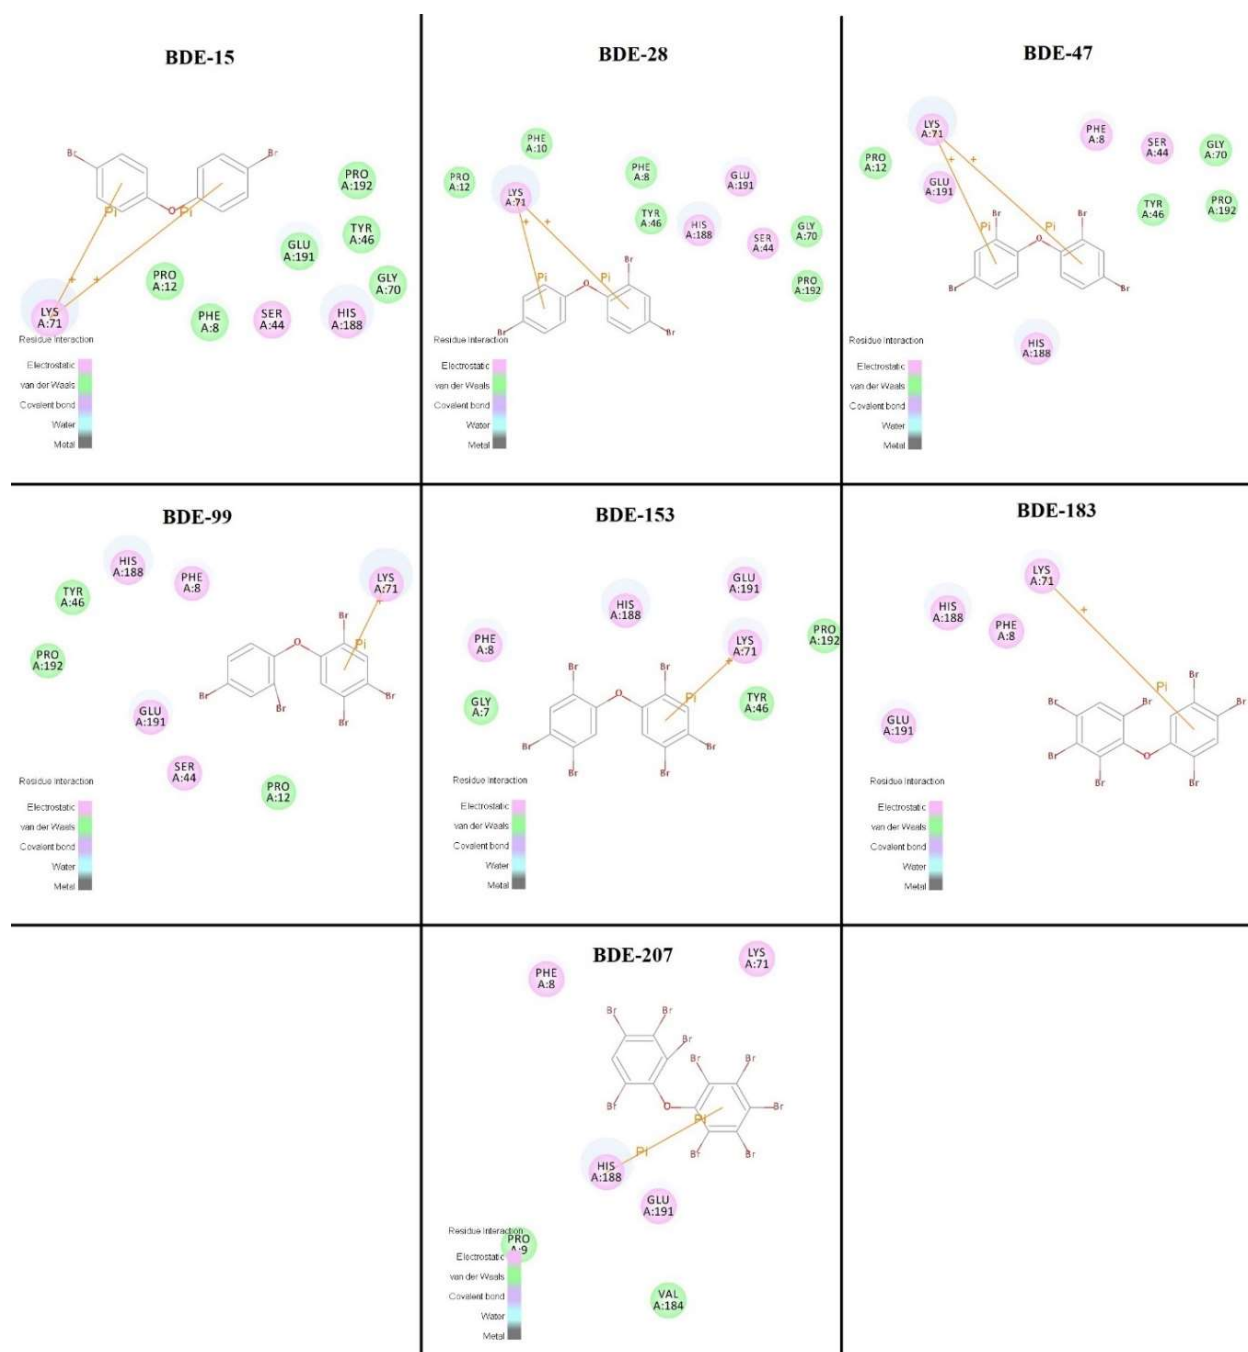 BDE-15
Br
Br
O
Pi
Pi
+
+
PRO
A:192
TYR
A:46
GLU
A:191
GLY
A:70
PRO
A:12
PHE
A:8
SER
A:44
HIS
A:188
LYS
A:71
Residue Interaction
Electrostatic
van der Waals
Covalent bond
Water
Metal
BDE-28
PHE
A:10
PRO
A:12
PHE
A:8
GLU
A:191
LYS
A:71
TYR
A:46
HIS
A:188
SER
A:44
GLY
A:70
PRO
A:192
+
+
Pi
Pi
Br
O
Br
Br
Residue Interaction
Electrostatic
van der Waals
Covalent bond
Water
Metal
BDE-47
LYS
A:71
PHE
A:8
SER
A:44
GLY
A:70
PRO
A:12
GLU
A:191
TYR
A:46
PRO
A:192
+
+
Br
Br
Pi
Pi
O
Br
Br
HIS
A:188
Residue Interaction
Electrostatic
van der Waals
Covalent bond
Water
Metal
BDE-99
HIS
A:188
PHE
A:8
LYS
A:71
TYR
A:46
PRO
A:192
+
Br
Pi
O
Br
Br
Br
Br
GLU
A:191
SER
A:44
PRO
A:12
Residue Interaction
Electrostatic
van der Waals
Covalent bond
Water
Metal
BDE-153
GLU
A:191
HIS
A:188
PHE
A:8
LYS
A:71
PRO
A:192
GLY
A:7
TYR
A:46
+
Br
Br
O
Pi
Br
Br
Br
Br
Residue Interaction
Electrostatic
van der Waals
Covalent bond
Water
Metal
BDE-183
LYS
A:71
HIS
A:188
PHE
A:8
GLU
A:191
+
Pi
Br
Br
Br
Br
Br
Br
O
Br
Residue Interaction
Electrostatic
van der Waals
Covalent bond
Water
Metal
BDE-207
PHE
A:8
LYS
A:71
Br
Br
Br
Br
Br
Br
O
Br
Pi
Br
Br
Pi
HIS
A:188
GLU
A:191
Residue Interaction
PRO
A:9
Electrostatic
van der Waals
Covalent bond
Water
Metal
VAL
A:184